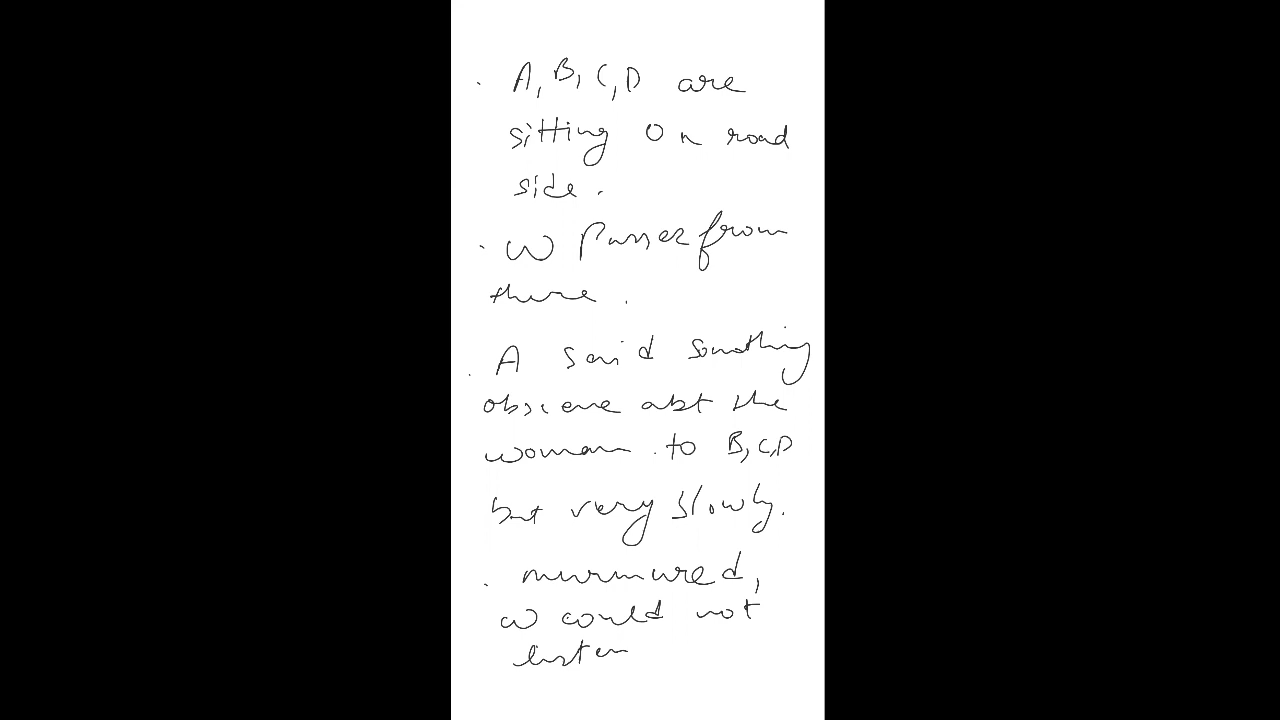 . A, B, C, D are
sitting on road
side.
. W Passes from
there.
. A said something
obscene abt the
woman. to B, C, D
but very slowly.
. murmured,
W could not
listen